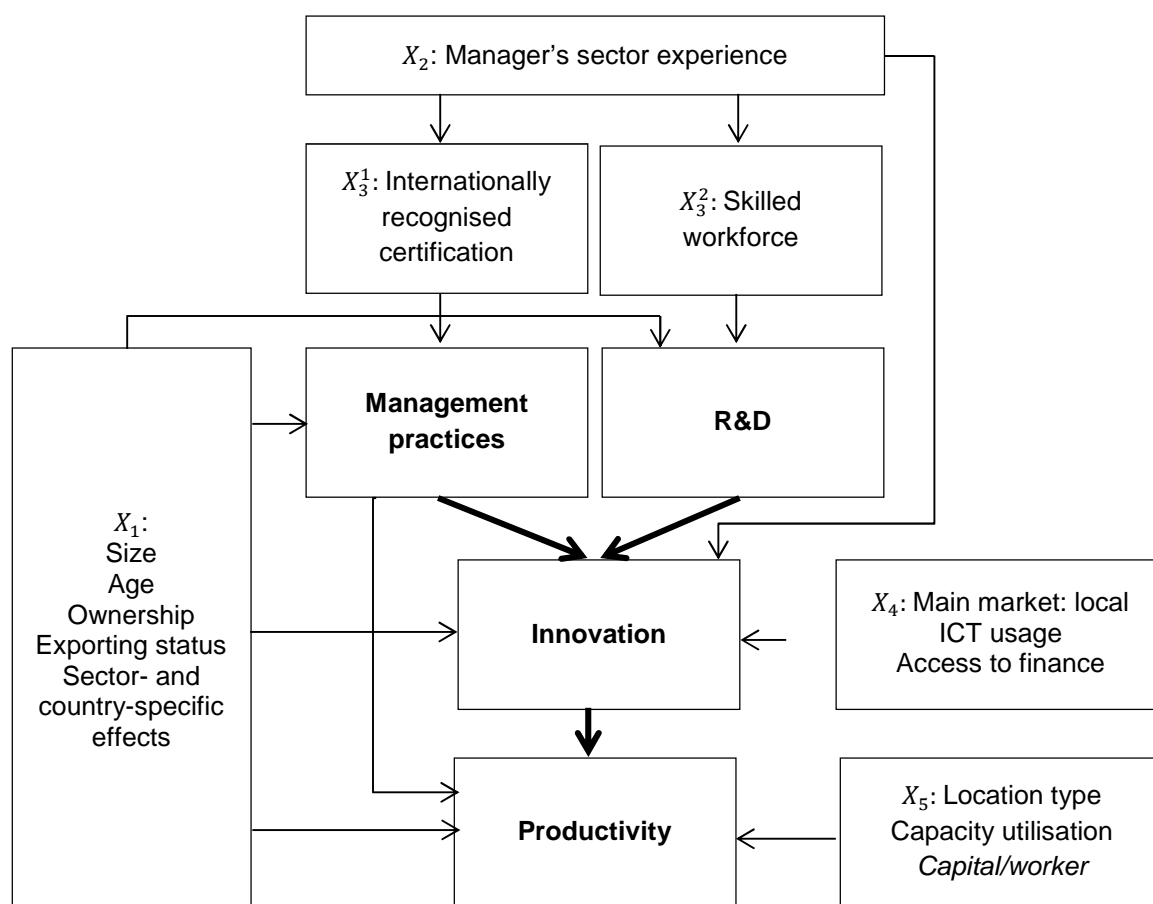 X₂: Manager’s sector experience
X₃¹: Internationally
recognised
certification
X₃²: Skilled
workforce
Management
practices
R&D
X₁:
Size
Age
Ownership
Exporting status
Sector- and
country-specific
effects
Innovation
X₄: Main market: local
ICT usage
Access to finance
Productivity
X₅: Location type
Capacity utilisation
Capital/worker